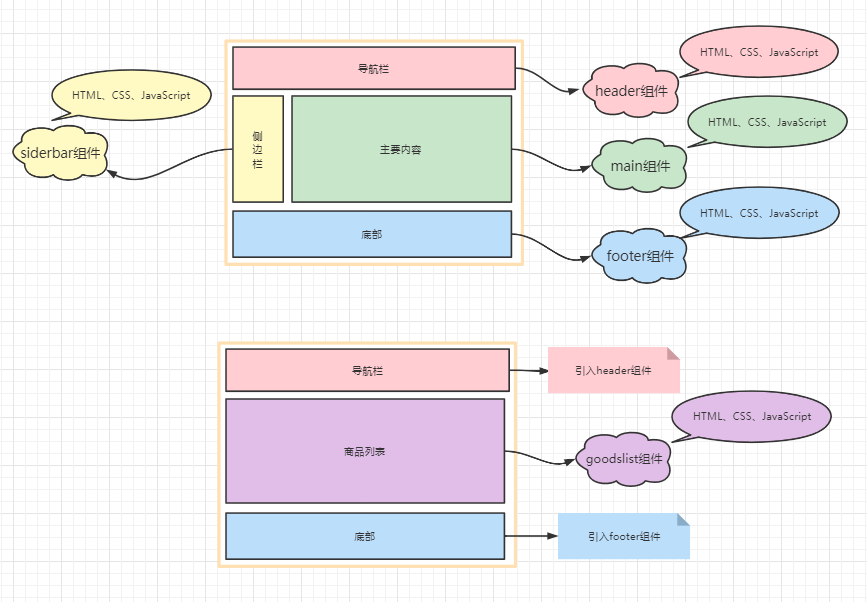 HTML、CSS、JavaScript
导航栏
header组件
HTML、CSS、JavaScript
siderbar组件
侧
边
栏
主要内容
HTML、CSS、JavaScript
main组件
HTML、CSS、JavaScript
底部
footer组件
导航栏
引入header组件
HTML、CSS、JavaScript
商品列表
goodslist组件
底部
引入footer组件